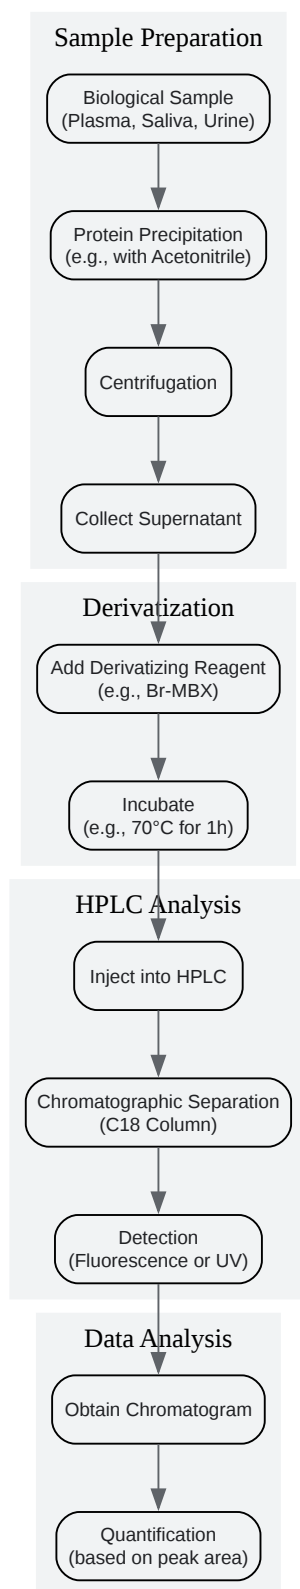 Sample Preparation
Biological Sample
(Plasma, Saliva, Urine)
Protein Precipitation
(e.g., with Acetonitrile)
Centrifugation
Collect Supernatant
Derivatization
Add Derivatizing Reagent
(e.g., Br-MBX)
Incubate
(e.g., 70°C for 1h)
HPLC Analysis
Inject into HPLC
Chromatographic Separation
(C18 Column)
Detection
(Fluorescence or UV)
Data Analysis
Obtain Chromatogram
Quantification
(based on peak area)